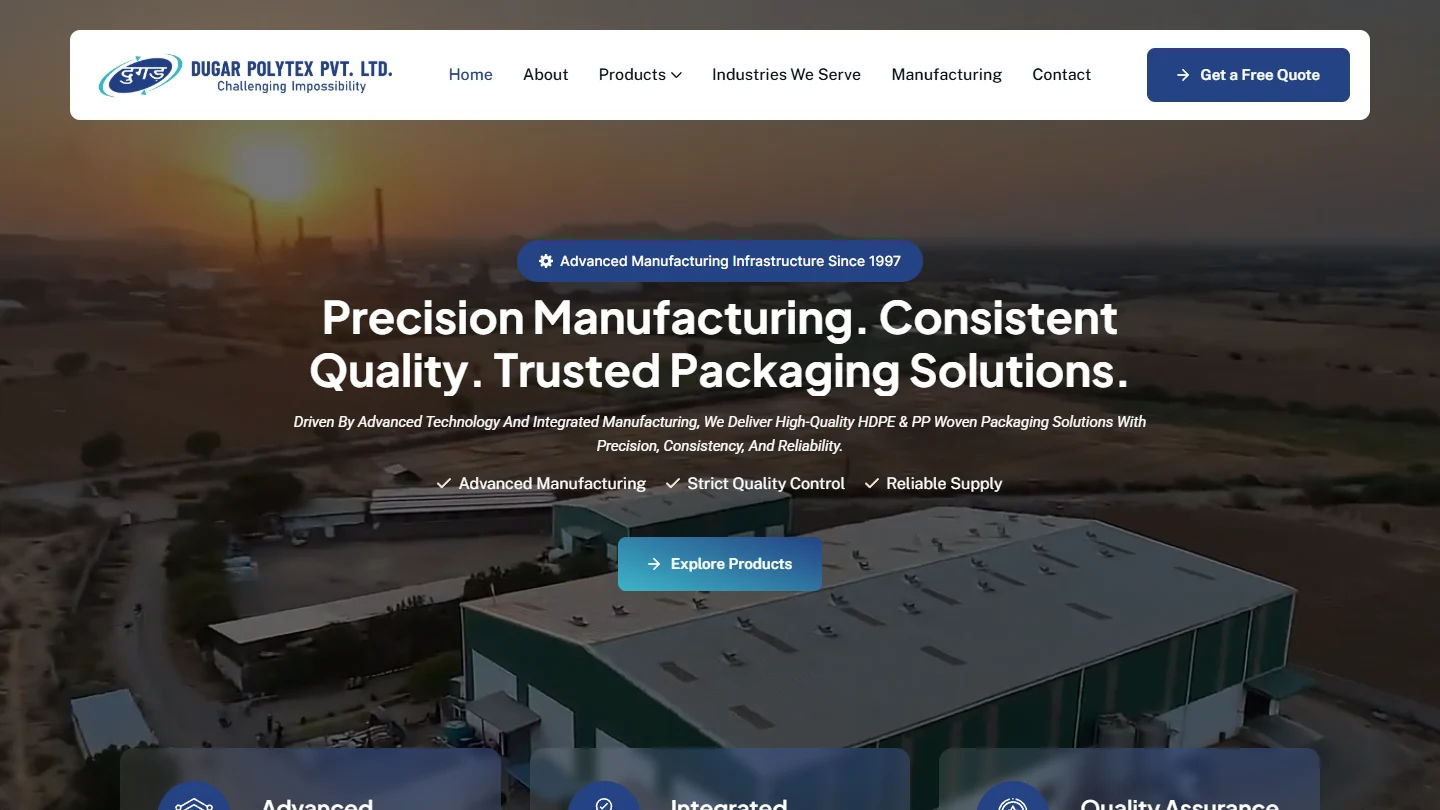 दुगड
DUGAR POLYTEX PVT. LTD.
Challenging Impossibility
Home
About
Products
Industries We Serve
Manufacturing
Contact
Get a Free Quote
Advanced Manufacturing Infrastructure Since 1997
Precision Manufacturing. Consistent
Quality. Trusted Packaging Solutions.
Driven By Advanced Technology And Integrated Manufacturing, We Deliver High-Quality HDPE & PP Woven Packaging Solutions With
Precision, Consistency, And Reliability.
Advanced Manufacturing
Strict Quality Control
Reliable Supply
Explore Products
Advanced
Integrated
Quality Assurance